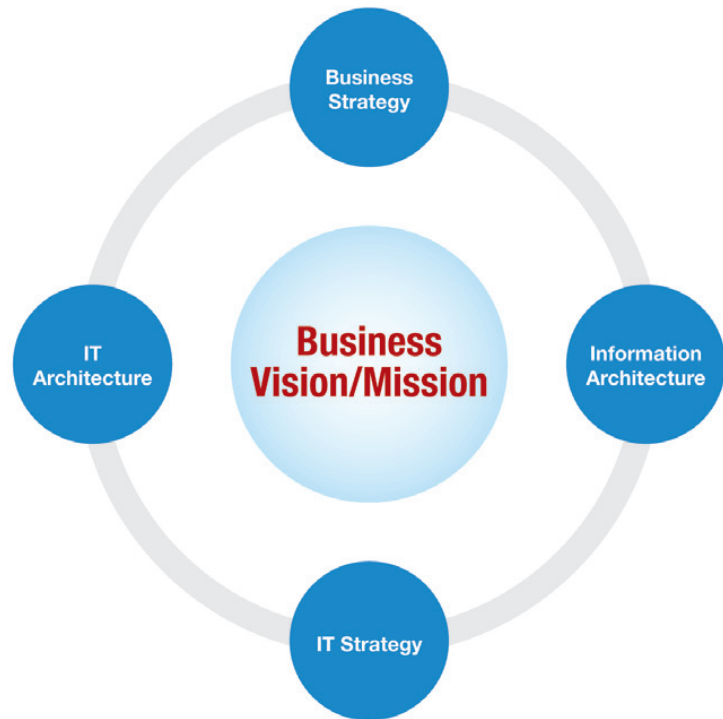 Business
Strategy
IT
Architecture
Business
Vision/Mission
Information
Architecture
IT Strategy